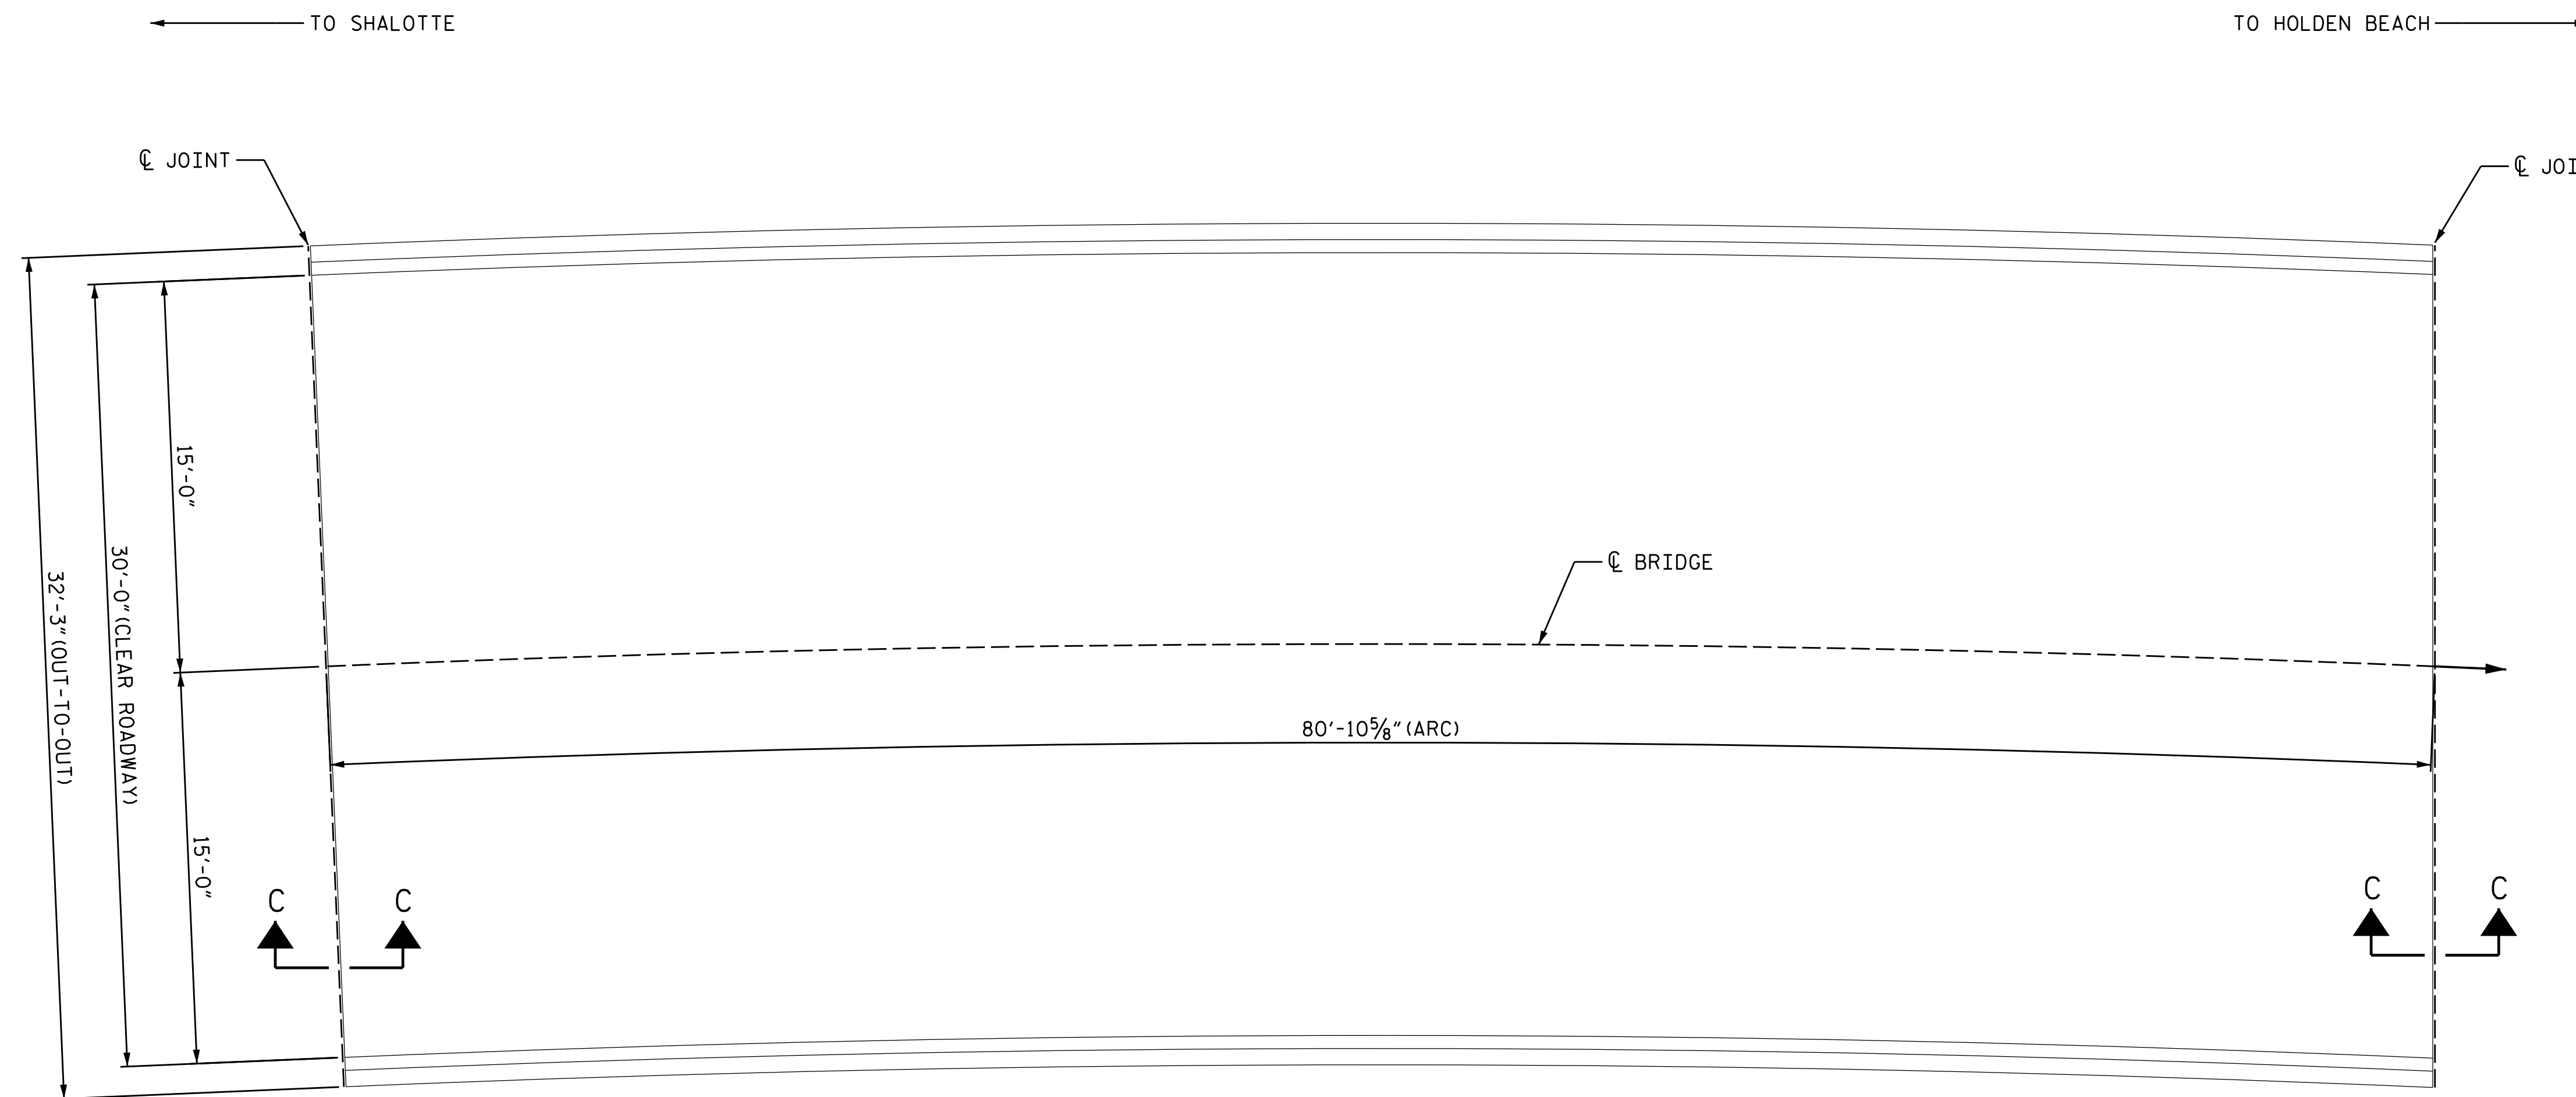 TO SHALOTTE
TO HOLDEN BEACH
℄ JOINT
℄ JOI
15'-0"
30'-0" (CLEAR ROADWAY)
32'-3" (OUT-TO-OUT)
℄ BRIDGE
80'-10⅝" (ARC)
15'-0"
C C
C C